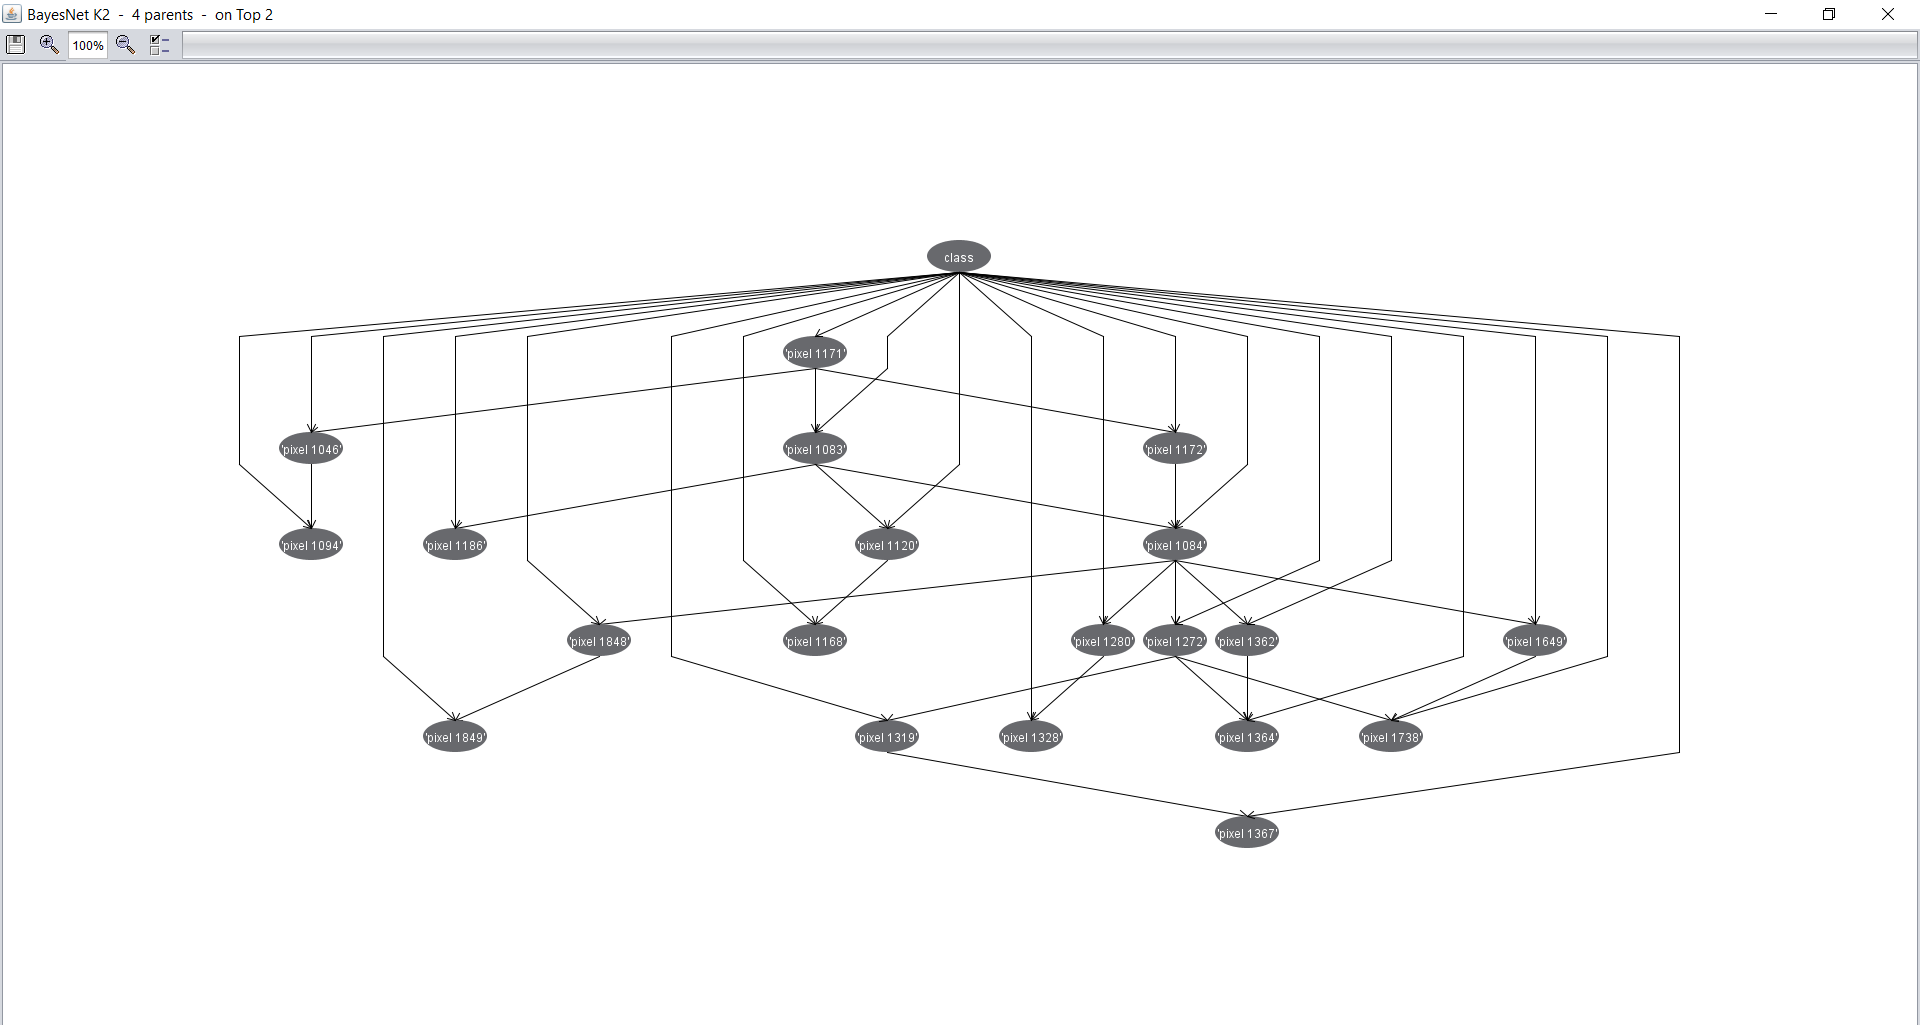 BayesNet K2 - 4 parents - on Top 2
100%
class
'pixel 1171'
'pixel 1046' 'pixel 1083' 'pixel 1172'
'pixel 1094' 'pixel 1186' 'pixel 1120' 'pixel 1084'
'pixel 1848' 'pixel 1168' 'pixel 1280' 'pixel 1272' 'pixel 1362' 'pixel 1649'
'pixel 1849' 'pixel 1319' 'pixel 1328' 'pixel 1364' 'pixel 1738'
'pixel 1367'